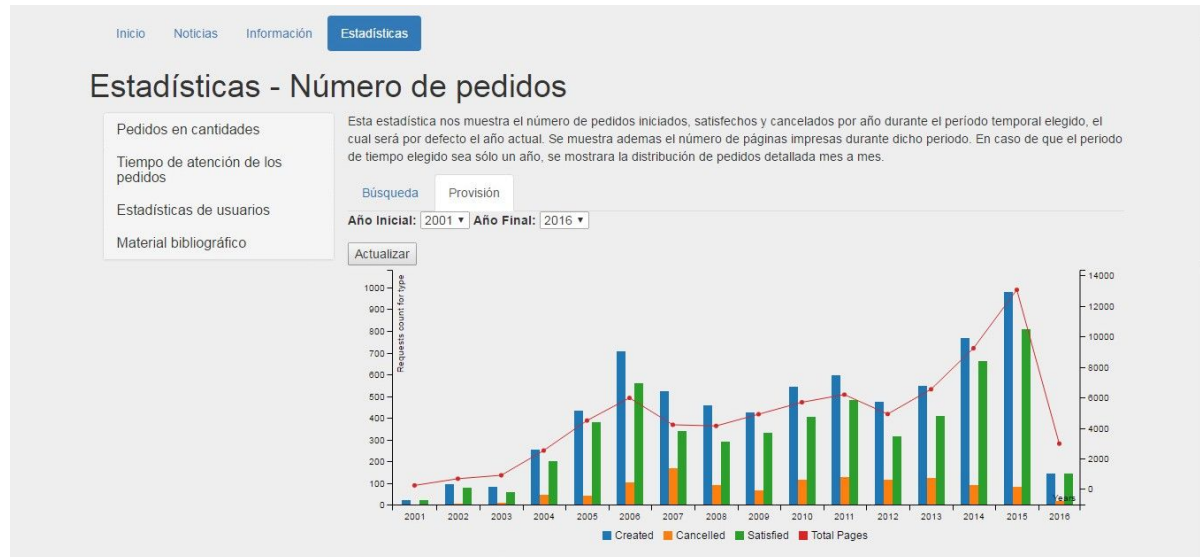 Inicio Noticias Información Estadísticas
Estadísticas - Número de pedidos
Pedidos en cantidades
Tiempo de atención de los
pedidos
Estadísticas de usuarios
Material bibliográfico
Esta estadística nos muestra el número de pedidos iniciados, satisfechos y cancelados por año durante el período temporal elegido, el
cual será por defecto el año actual. Se muestra ademas el número de páginas impresas durante dicho periodo. En caso de que el periodo
de tiempo elegido sea sólo un año, se mostrara la distribución de pedidos detallada mes a mes.
Búsqueda Provisión
Año Inicial: 2001 Año Final: 2016
Actualizar
Requests count for type
1000
900
800
700
600
500
400
300
200
100
0
14000
12000
10000
8000
6000
4000
2000
0
Years
2001 2002 2003 2004 2005 2006 2007 2008 2009 2010 2011 2012 2013 2014 2015 2016
Created Cancelled Satisfied Total Pages